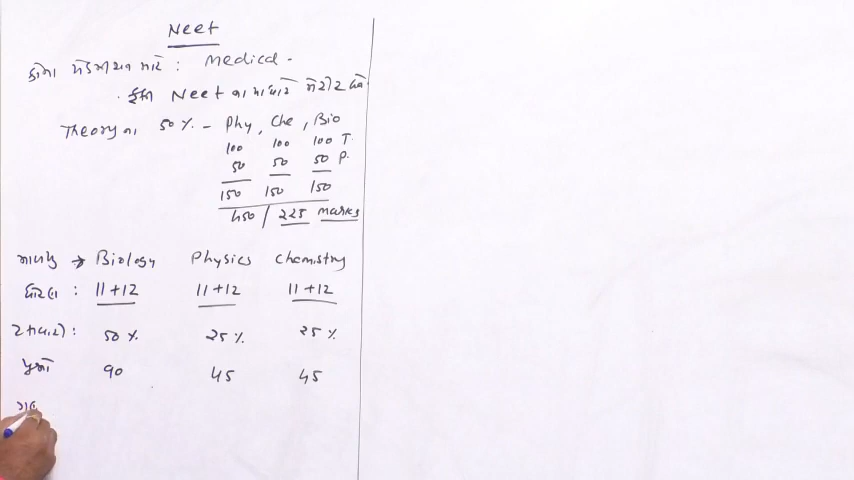 Neet
માટે : Medical -
Neet ના
Theory ના 50 % - Phy, Che, Bio
100 100 100 T.
50 50 50 P.
150 150 150
450 / 225 marks
→ Biology Physics Chemistry
ધોરણ : 11+12 11+12 11+12
: 50 % 25 % 25 %
પ્રશ્નો 90 45 45